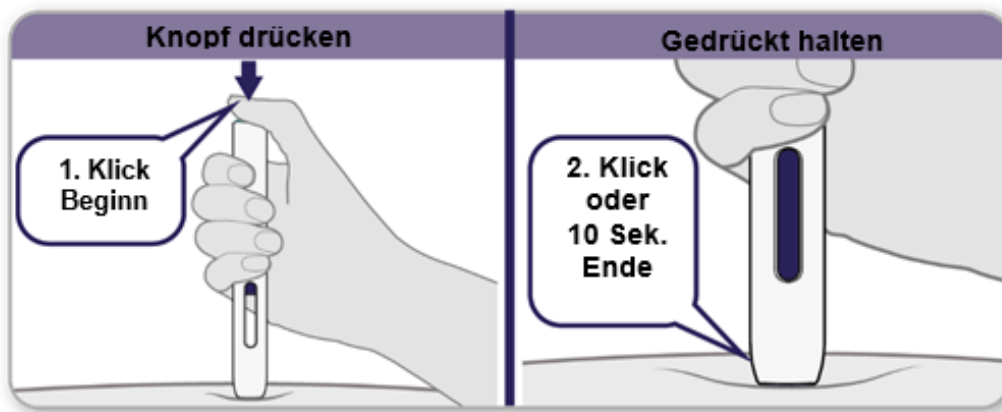 Knopf drücken
1. Klick
Beginn
Gedrückt halten
2. Klick
oder
10 Sek.
Ende